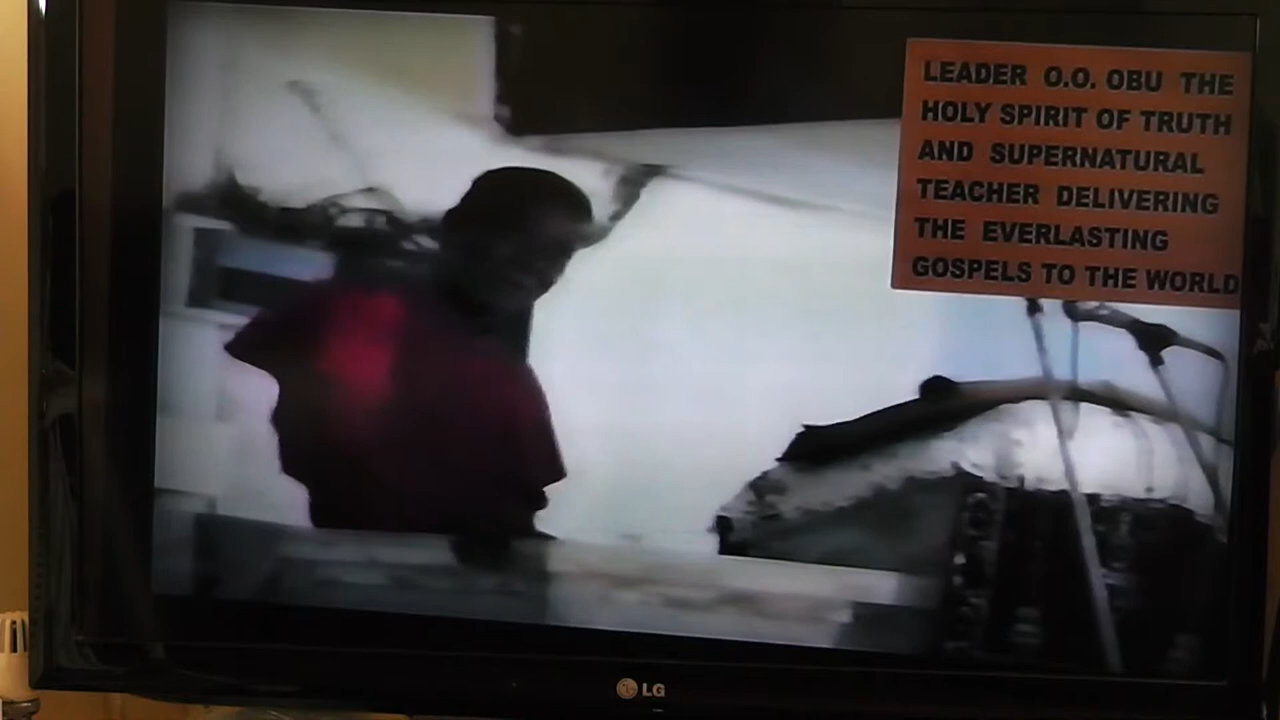 LEADER O.O. OBU THE
HOLY SPIRIT OF TRUTH
AND SUPERNATURAL
TEACHER DELIVERING
THE EVERLASTING
GOSPELS TO THE WORLD
LG